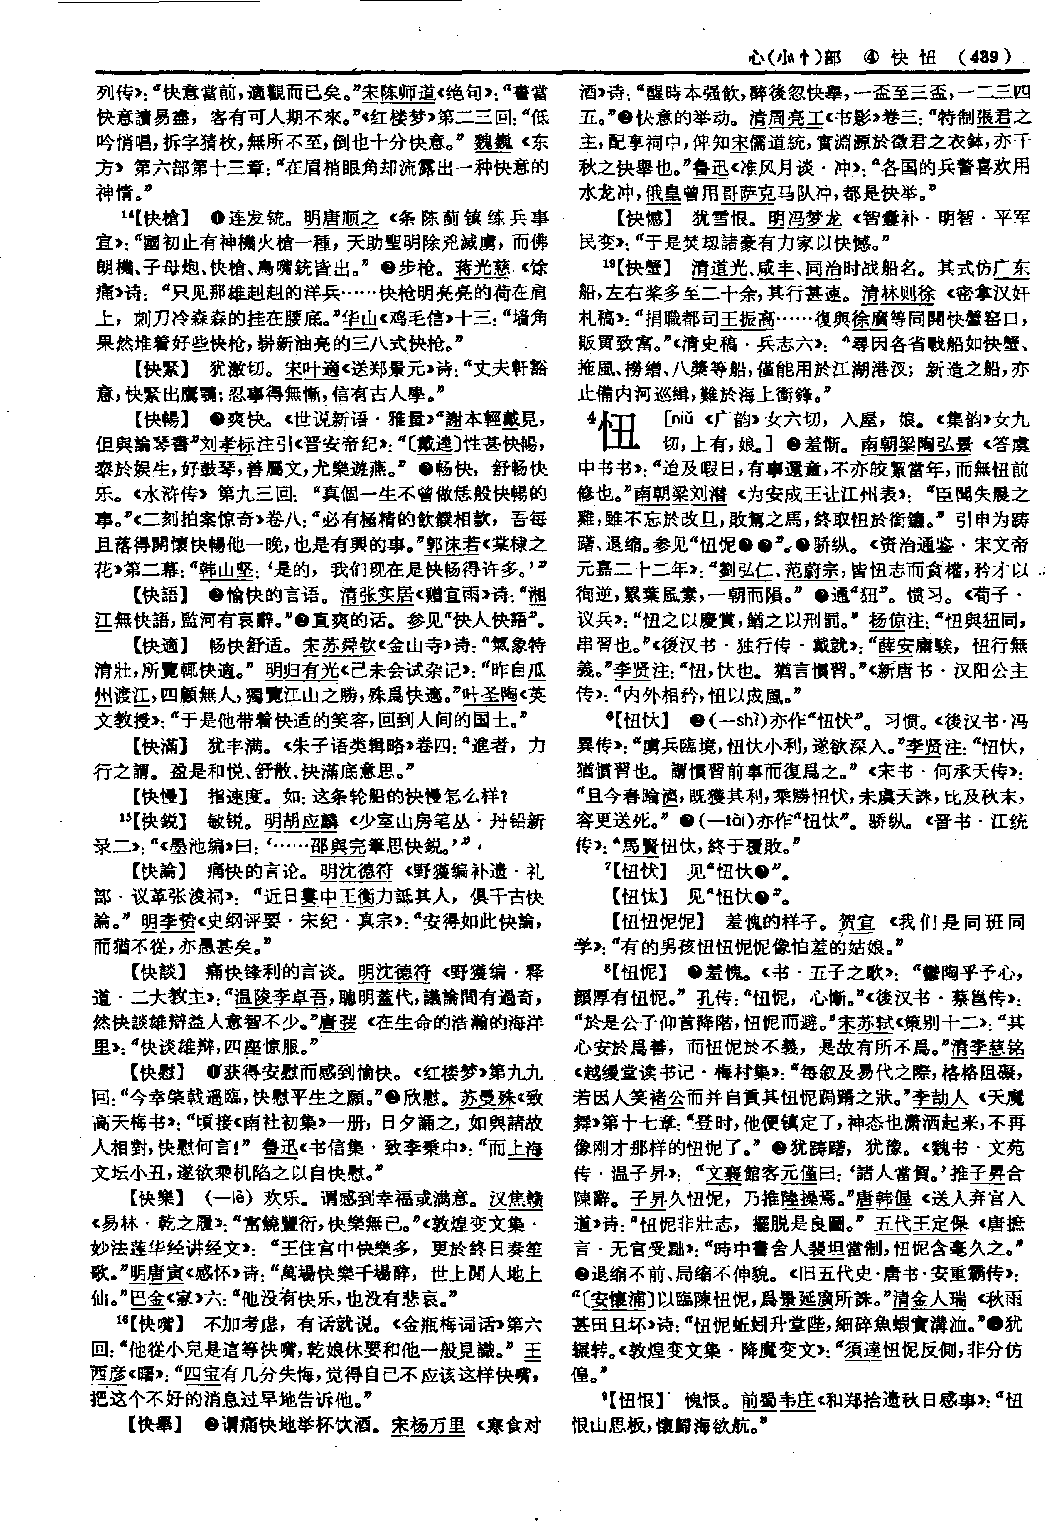 心(小忄)部　④ 快 忸 (439)
列传》：“快意當前，適觀而已矣。”宋陈师道《绝句》：“書當
快意讀易盡，客有可人期不來。”《红楼梦》第二三回：“低
吟悄唱，拆字猜枚，無所不至，倒也十分快意。”魏巍《东
方》第六部第十三章：“在眉梢眼角却流露出一种快意的
神情。”
14【快槍】 ❶连发铳。明唐顺之《条陈蓟镇练兵事
宜》：“國初止有神機火槍一種，天助聖明除兇滅虜，而佛
朗機、子母炮、快槍、鳥嘴銃皆出。”❷步枪。蒋光慈《馀
痛》诗：“只见那雄赳赳的洋兵……快枪明亮亮的荷在肩
上，刺刀冷森森的挂在腰底。”华山《鸡毛信》十三：“墙角
果然堆着好些快枪，崭新油亮的三八式快枪。”
【快緊】 犹激切。宋叶適《送郑景元》诗：“丈夫軒豁
意，快緊出鷹鸇；忍事得無慚，信有古人學。”
【快暢】 ❶爽快。《世说新语·雅量》“謝本輕戴見，
但與論琴書”刘孝标注引《晋安帝纪》：“〔戴逵〕性甚快暢，
泰於娱生，好鼓琴，善屬文，尤樂遊燕。”❷畅快，舒畅快
乐。《水浒传》第九三回：“真個一生不曾做恁般快暢的
事。”《二刻拍案惊奇》卷八：“必有極精的飲饌相款，吾每
且落得開懷快暢他一晚，也是有興的事。”郭沫若《棠棣之
花》第二幕：“韩山坚：‘是的，我们现在是快畅得许多。’”
【快語】 ❶愉快的言语。清张实居《赠宜雨》诗：“湘
江無快語，監河有哀辭。”❷直爽的话。参见“快人快語”。
【快適】 畅快舒适。宋苏舜钦《金山寺》诗：“氣象特
清壯，所覽輒快適。”明归有光《己未会试杂记》：“昨自瓜
州渡江，四顧無人，獨覽江山之勝，殊爲快適。”叶圣陶《英
文教授》：“于是他带着快适的笑容，回到人间的国土。”
【快滿】 犹丰满。《朱子语类辑略》卷四：“進者，力
行之謂。盈是和悦、舒散、快滿底意思。”
【快慢】 指速度。如：这条轮船的快慢怎么样？
15【快鋭】 敏锐。明胡应麟《少室山房笔丛·丹铅新
录二》：“《墨池编》曰：‘……邵與完筆思快鋭。’”
【快論】 痛快的言论。明沈德符《野獲编补遗·礼
部·议革张浚祠》：“近日婁中王衡力詆其人，俱千古快
論。”明李贽《史纲评要·宋纪·真宗》：“安得如此快論，
而猶不從，亦愚甚矣。”
【快談】 痛快锋利的言谈。明沈德符《野獲编·释
道·二大教主》：“温陵李卓吾，聰明蓋代，議論間有過奇，
然快談雄辯益人意智不少。”唐弢《在生命的浩瀚的海洋
里》：“快谈雄辩，四座惊服。”
【快慰】 ❶获得安慰而感到愉快。《红楼梦》第九九
回：“今幸棨戟遥臨，快慰平生之願。”❷欣慰。苏曼殊《致
高天梅书》：“頃接《南社初集》一册，日夕誦之，如與諸故
人相對，快慰何言！”鲁迅《书信集·致李秉中》：“而上海
文坛小丑，遂欲乘机陷之以自快慰。”
【快樂】 （—lè）欢乐。谓感到幸福或满意。汉焦赣
《易林·乾之履》：“富饒豐衍，快樂無已。”《敦煌变文集·
妙法莲华经讲经文》：“王住宫中快樂多，更於終日奏笙
歌。”明唐寅《感怀》诗：“萬場快樂千場醉，世上閒人地上
仙。”巴金《家》六：“他没有快乐，也没有悲哀。”
16【快嘴】 不加考虑，有话就说。《金瓶梅词话》第六
回：“他從小兒是這等快嘴，乾娘休要和他一般見識。”王
西彦《曙》：“四宝有几分失悔，觉得自己不应该这样快嘴，
把这个不好的消息过早地告诉他。”
【快舉】 ❶谓痛快地举杯饮酒。宋杨万里《寒食对
酒》诗：“醒時本强飲，醉後忽快舉，一盃至三盃，一二三四
五。”❷快意的举动。清周亮工《书影》卷三：“特制張君之
主，配享祠中，俾知宋儒道統，實淵源於徵君之衣鉢，亦千
秋之快舉也。”鲁迅《准风月谈·冲》：“各国的兵警喜欢用
水龙冲，俄皇曾用哥萨克马队冲，都是快举。”
【快憾】 犹雪恨。明冯梦龙《智囊补·明智·平军
民变》：“于是焚掠諸豪有力家以快憾。”
19【快蟹】 清道光、咸丰、同治时战船名。其式仿广东
船，左右桨多至二十余，其行甚速。清林则徐《密拿汉奸
札稿》：“捐職都司王振高……復與徐廣等同開快蟹窑口，
販賣致富。”《清史稿·兵志六》：“尋因各省戰船如快蟹、
拖風、撈繒、八槳等船，僅能用於江湖港汊；新造之船，亦
止備内河巡緝，難於海上衝鋒。”
4忸 [niǔ《广韵》女六切，入屋，娘。《集韵》女九
切，上有，娘。] ❶羞惭。南朝梁陶弘景《答虞
中书书》：“迨及暇日，有事還童，不亦皎潔當年，而無忸前
修也。”南朝梁刘潜《为安成王让江州表》：“臣聞失晨之
雞，雖不忘於改旦，敗駕之馬，終取忸於銜轡。”引申为踌
躇、退缩。参见“忸怩❷❸”。❷骄纵。《资治通鉴·宋文帝
元嘉二十二年》：“劉弘仁、范蔚宗，皆忸志而貪權，矜才以
徇逆，累葉風素，一朝而隕。”❸通“狃”。惯习。《荀子·
议兵》：“忸之以慶賞，鰌之以刑罰。”杨倞注：“忸與狃同，
串習也。”《後汉书·独行传·戴就》：“薛安庸騃，忸行無
義。”李贤注：“忸，忕也。猶言慣習。”《新唐书·汉阳公主
传》：“内外相矜，忸以成風。”
6【忸忕】 ❶(—shì)亦作“忸忲”。习惯。《後汉书·冯
異传》：“虜兵臨境，忸忕小利，遂欲深入。”李贤注：“忸忕，
猶慣習也。謂慣習前事而復爲之。”《宋书·何承天传》：
“且今春踰濟，既獲其利，乘勝忸忕，未虞天誅，比及秋末，
容更送死。”❷(—tài)亦作“忸忲”。骄纵。《晋书·江统
传》：“馬賢忸忕，終于覆敗。”
7【忸忲】 见“忸忕❶”。
【忸忲】 见“忸忕❷”。
【忸忸怩怩】 羞愧的样子。贺宜《我们是同班同
学》：“有的男孩忸忸怩怩像怕羞的姑娘。”
8【忸怩】 ❶羞愧。《书·五子之歌》：“鬱陶乎予心，
顔厚有忸怩。”孔传：“忸怩，心慚。”《後汉书·蔡邕传》：
“於是公子仰首降階，忸怩而避。”宋苏轼《策别十二》：“其
心安於爲善，而忸怩於不義，是故有所不爲。”清李慈铭
《越缦堂读书记·梅村集》：“每叙及易代之際，格格阻礙，
若因人笑褚公而并自賁其忸怩跼蹐之狀。”李劼人《天魔
舞》第十七章：“登时，他便镇定了，神态也潇洒起来，不再
像刚才那样的忸怩了。”❷犹踌躇，犹豫。《魏书·文苑
传·温子昇》：“文襄館客元僅曰：‘諸人當賀。’推子昇合
陳辭。子昇久忸怩，乃推陸操焉。”唐韩偓《送人弃官入
道》诗：“忸怩非壯志，擺脱是良圖。”五代王定保《唐摭
言·无官受黜》：“時中書舍人裴坦當制，忸怩含毫久之。”
❸退缩不前、局缩不伸貌。《旧五代史·唐书·安重霸传》：
“〔安懷浦〕以臨陳忸怩，爲景延廣所誅。”清金人瑞《秋雨
甚田且坏》诗：“忸怩蚯蚓升堂陛，細碎魚蝦實溝洫。”❹犹
辗转。《敦煌变文集·降魔变文》：“須達忸怩反側，非分仿
偟。”
9【忸恨】 愧恨。前蜀韦庄《和郑拾遗秋日感事》：“忸
恨山思板，懷歸海欲航。”